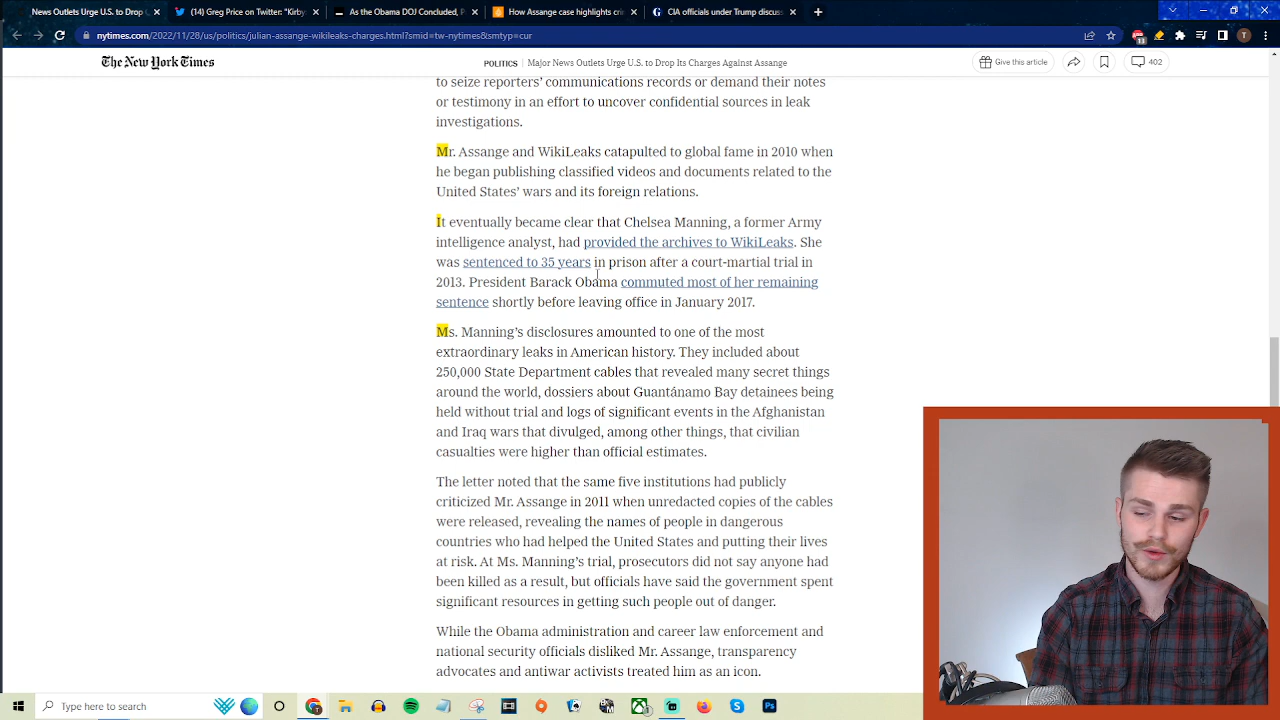 News Outlets Urge U.S. to Drop
(14) Greg Price on Twitter: "Kirby
As the Obama DOJ Concluded, P
How Assange case highlights cri
CIA officials under Trump discus
nytimes.com/2022/11/28/us/politics/julian-assange-wikileaks-charges.html?smid=tw-nytimes&smtyp=cur
13
T
The New York Times
POLITICS Major News Outlets Urge U.S. to Drop Its Charges Against Assange
Give this article
402
to seize reporters' communications records or demand their notes
or testimony in an effort to uncover confidential sources in leak
investigations.
Mr. Assange and WikiLeaks catapulted to global fame in 2010 when
he began publishing classified videos and documents related to the
United States' wars and its foreign relations.
It eventually became clear that Chelsea Manning, a former Army
intelligence analyst, had provided the archives to WikiLeaks. She
was sentenced to 35 years in prison after a court-martial trial in
2013. President Barack Obama commuted most of her remaining
sentence shortly before leaving office in January 2017.
Ms. Manning's disclosures amounted to one of the most
extraordinary leaks in American history. They included about
250,000 State Department cables that revealed many secret things
around the world, dossiers about Guantánamo Bay detainees being
held without trial and logs of significant events in the Afghanistan
and Iraq wars that divulged, among other things, that civilian
casualties were higher than official estimates.
The letter noted that the same five institutions had publicly
criticized Mr. Assange in 2011 when unredacted copies of the cables
were released, revealing the names of people in dangerous
countries who had helped the United States and putting their lives
at risk. At Ms. Manning's trial, prosecutors did not say anyone had
been killed as a result, but officials have said the government spent
significant resources in getting such people out of danger.
While the Obama administration and career law enforcement and
national security officials disliked Mr. Assange, transparency
advocates and antiwar activists treated him as an icon.
Type here to search